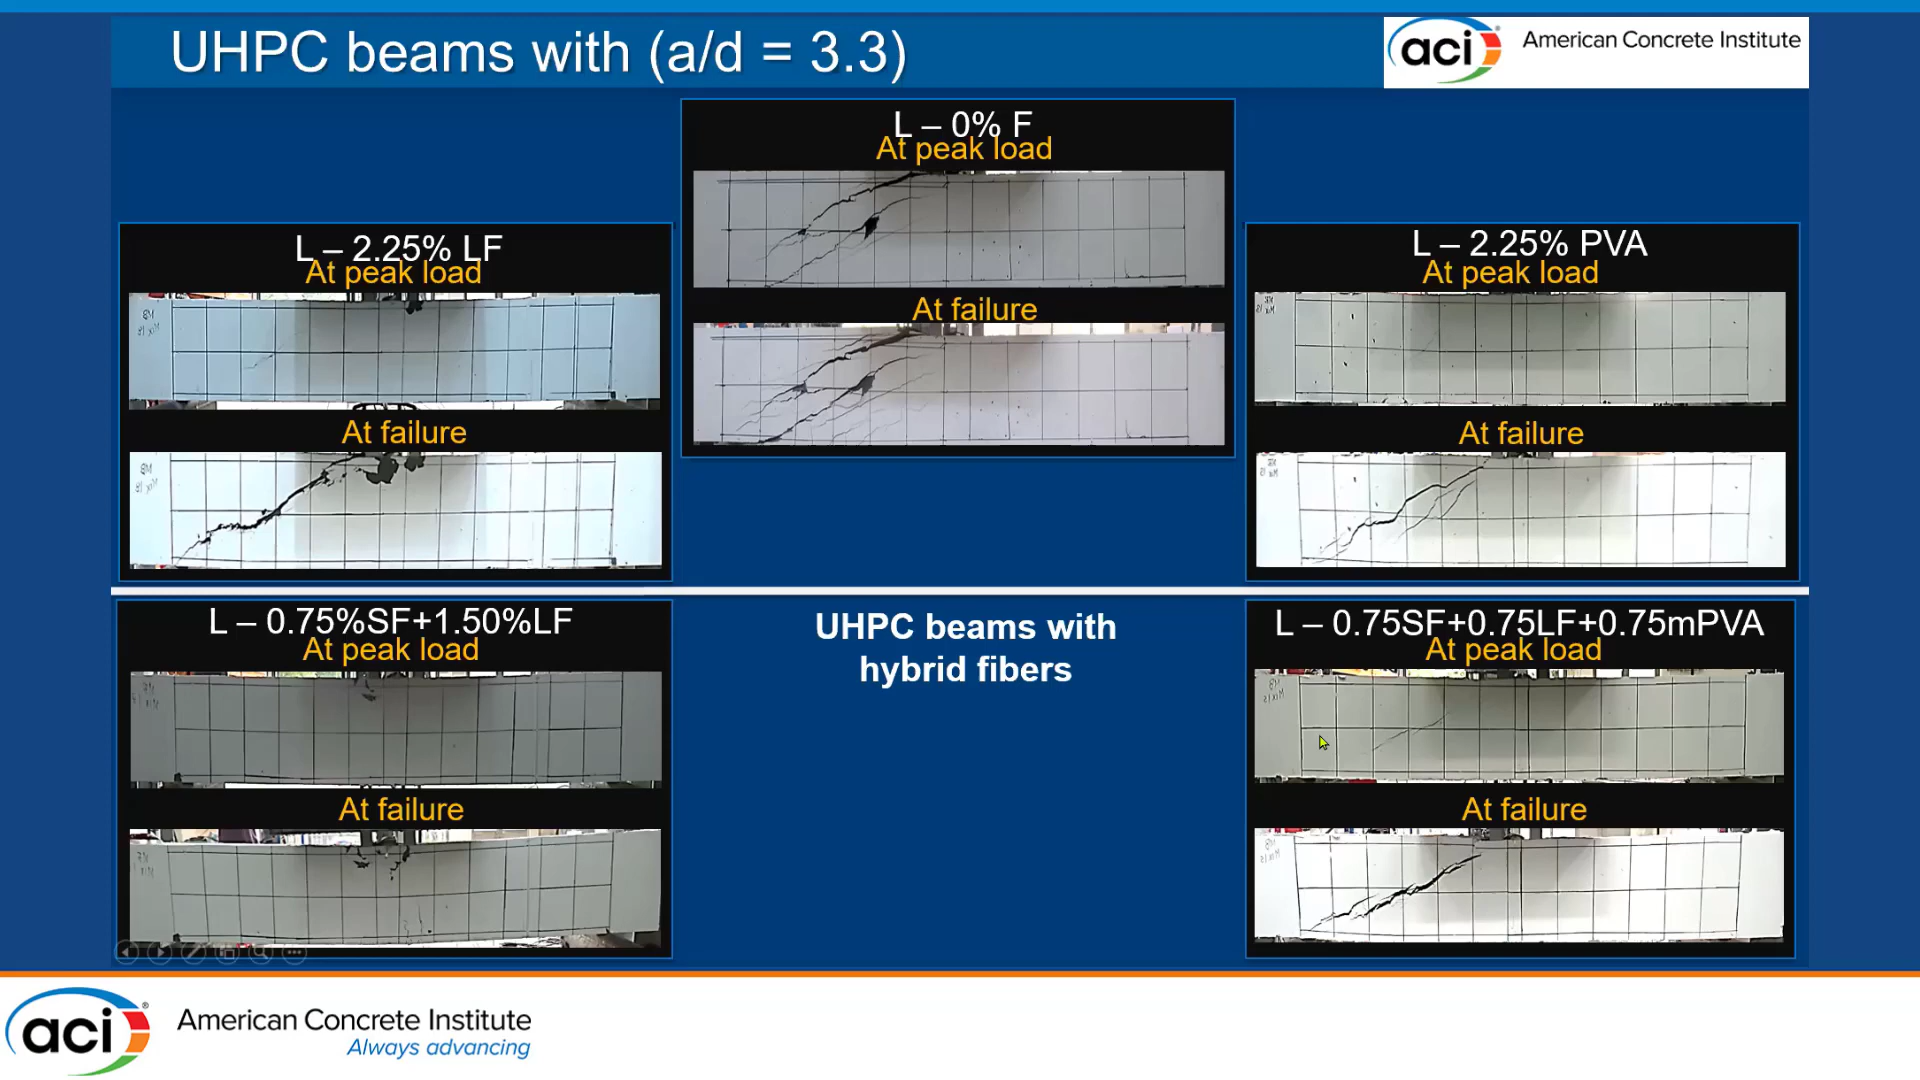 UHPC beams with (a/d = 3.3)
aci American Concrete Institute
L – 0% F
At peak load
At failure
L – 2.25% LF
At peak load
At failure
L – 2.25% PVA
At peak load
At failure
L – 0.75%SF+1.50%LF
At peak load
At failure
UHPC beams with
hybrid fibers
L – 0.75SF+0.75LF+0.75mPVA
At peak load
At failure
aci® American Concrete Institute
Always advancing